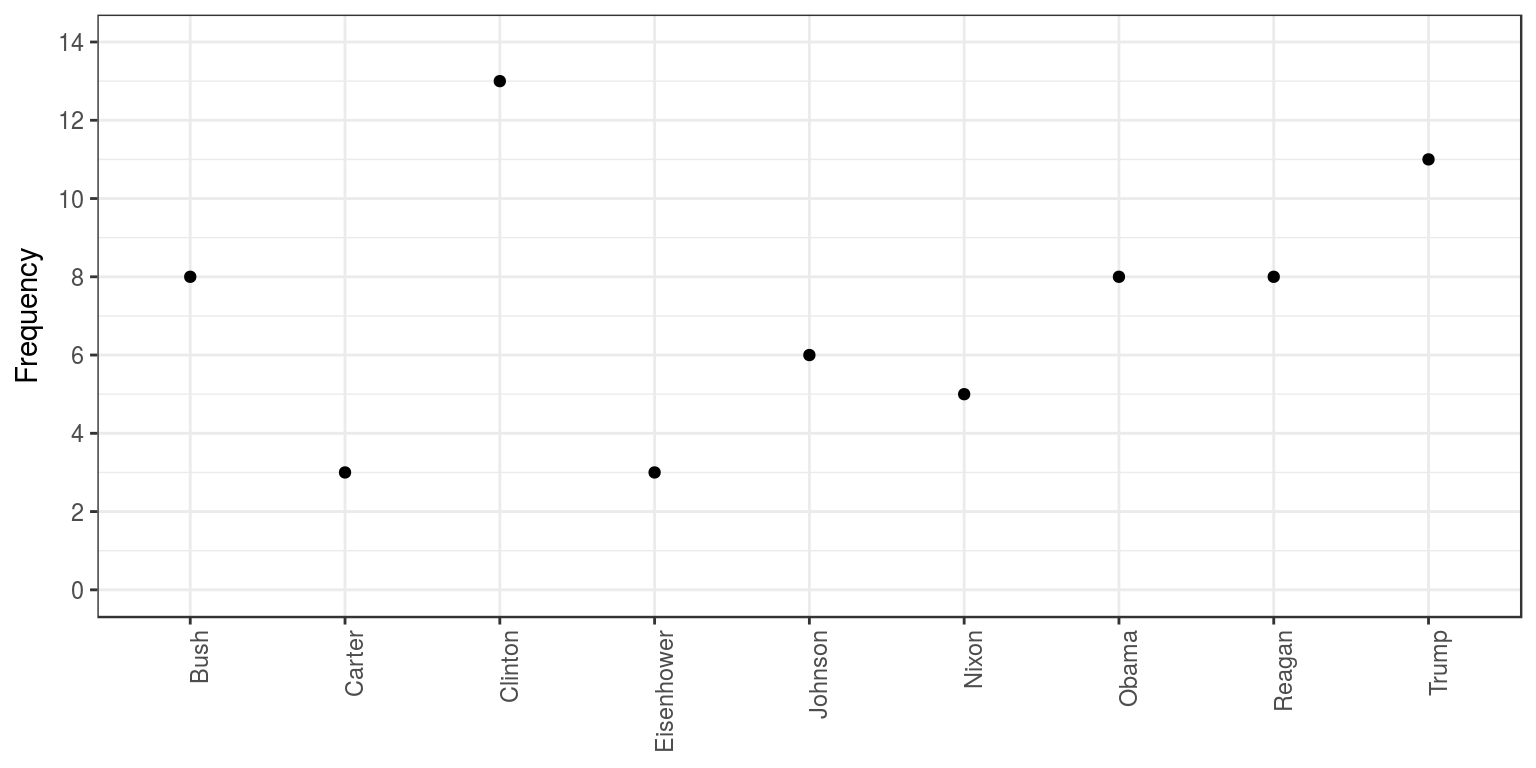 Frequency
14
12
10
8
6
4
2
0
Bush
Carter
Clinton
Eisenhower
Johnson
Nixon
Obama
Reagan
Trump